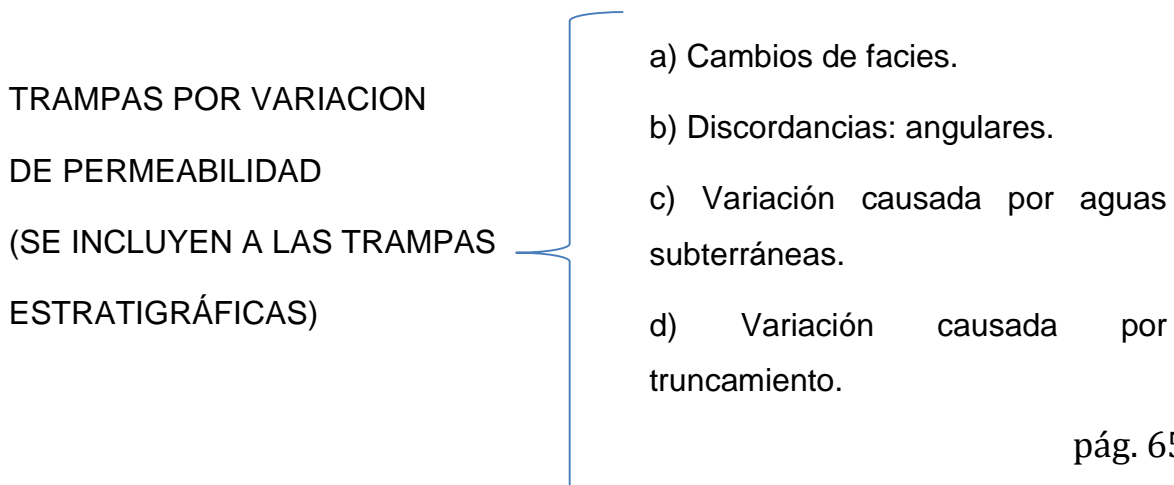 TRAMPAS POR VARIACION
DE PERMEABILIDAD
(SE INCLUYEN A LAS TRAMPAS
ESTRATIGRÁFICAS)
a) Cambios de facies.
b) Discordancias: angulares.
c) Variación causada por aguas
subterráneas.
d) Variación causada por
truncamiento.
pág. 65